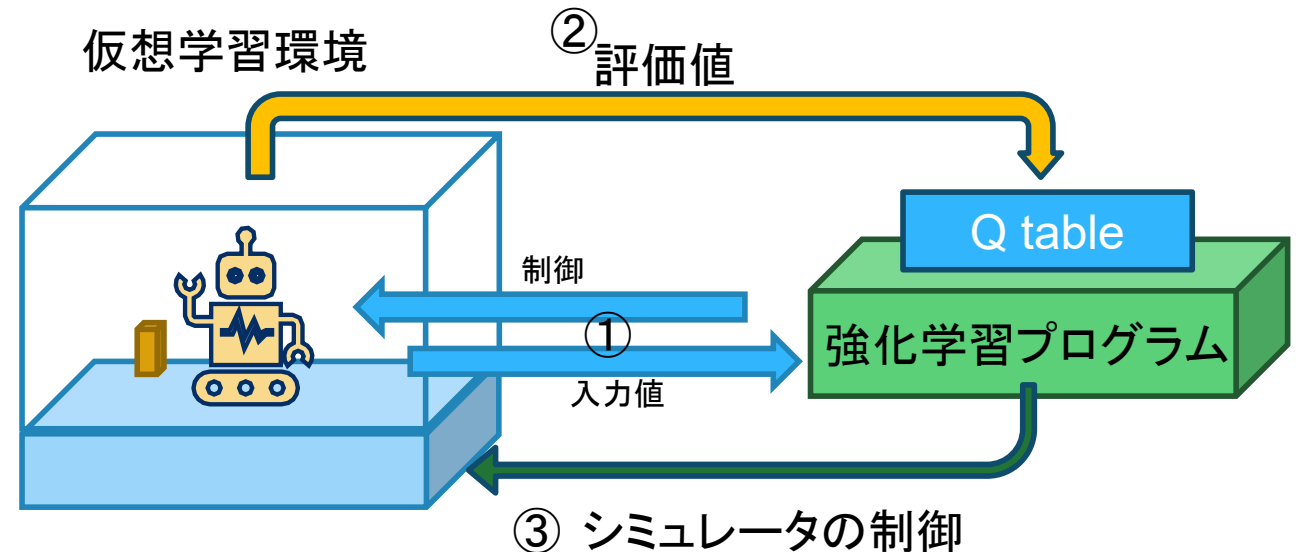 仮想学習環境
②
評価値
Q table
制御
①
強化学習プログラム
入力値
③ シミュレータの制御